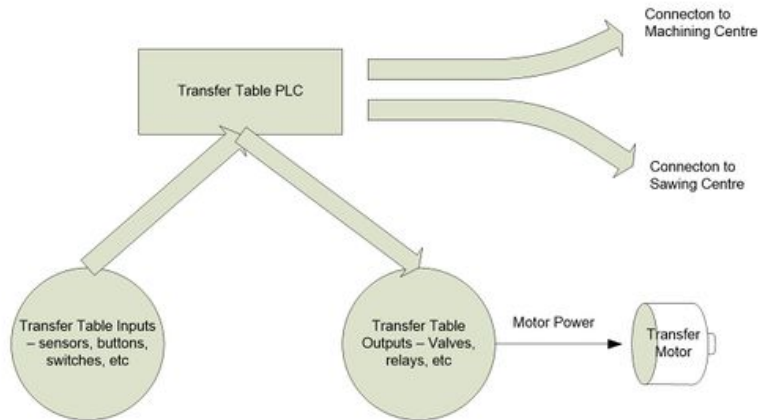 Connecton to
Machining Centre
Transfer Table PLC
Connecton to
Sawing Centre
Transfer Table Inputs
– sensors, buttons,
switches, etc
Transfer Table
Outputs – Valves,
relays, etc
Motor Power
Transfer
Motor